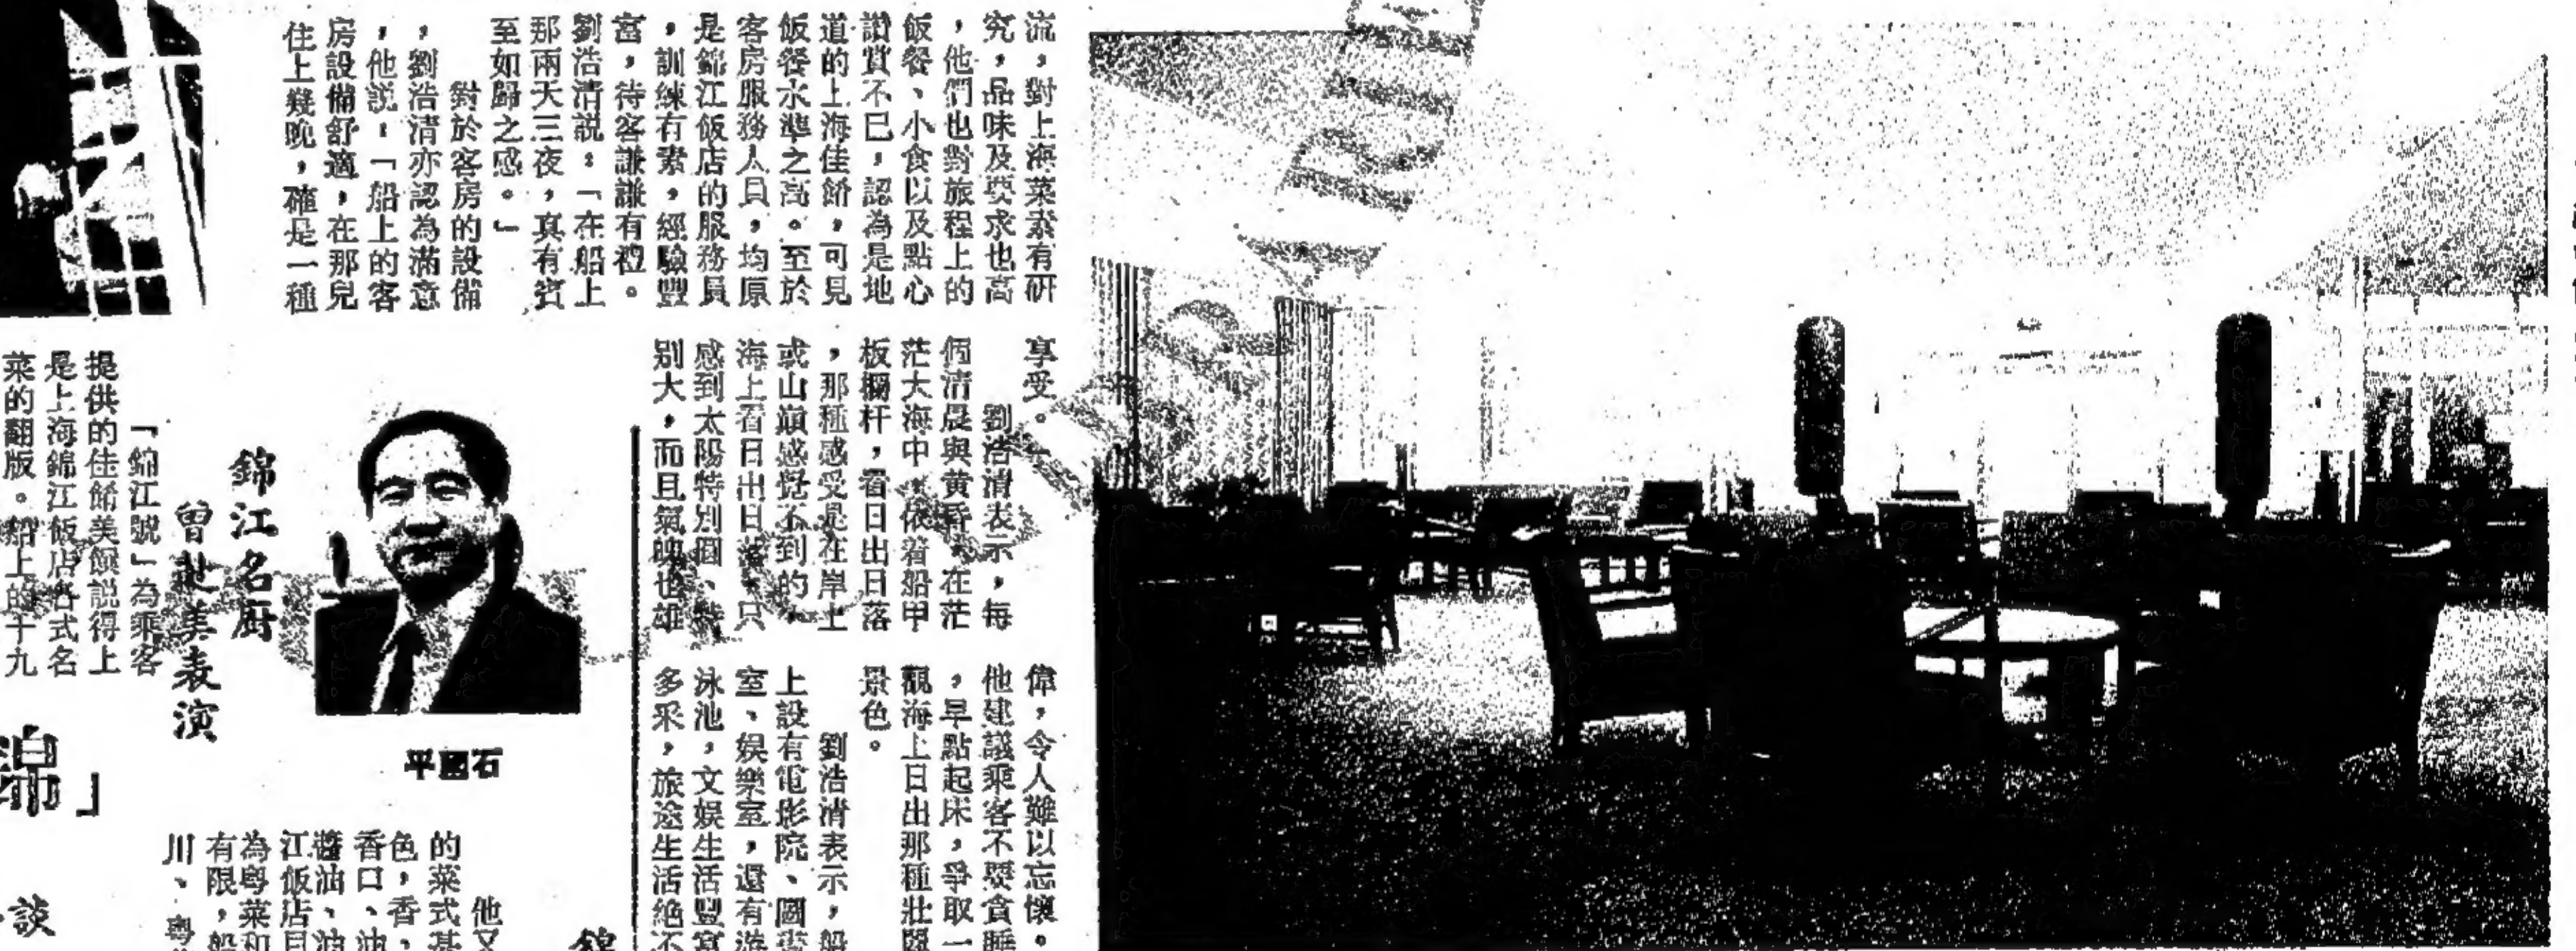 流，對上海菜素有研
究，品味及要求也高
，他們也對旅程上的
飯餐、小食以及點心
讚賞不已，認為是地
道的上海佳餚，可見
飯餐水準之高。至於
客房服務人員，均原
是錦江飯店的服務員
，訓練有素，經驗豐
富，待客謙謙有禮。
劉浩清說：「在船上
那兩天三夜，真有賓
至如歸之感。」
對於客房的設備
，劉浩清亦認為滿意
，他説：「船上的客
房設備舒適，在那兒
住上幾晚，確是一種
享受。
劉浩清表示，每
個清晨與黃昏，在茫
茫大海中，依着船甲
板欄杆，看日出日落
，那種感受是在岸上
或山巔感覺不到的，
海上看日出日落，只
感到太陽特別圓、特
別大，而且氣魄也雄
偉，令人難以忘懷。
他建議乘客不要貪睡
，早點起床，爭取一
觀海上日出那種壯麗
景色。
劉浩清表示，船
上設有電影院、圖書
室、娛樂室，還有游
泳池，文娛生活豐富
多采，旅途生活絕不
石國平
錦江名廚
曾赴美表演
「錦江號」為乘客
提供的佳餚美饌説得上
是上海錦江飯店各式名
菜的翻版。船上的十九
錦」
談
錦
他又
的菜式甚
色，香，
香口、油
醬油、油
江飯店目
為粵菜和
有限，船
川、粵